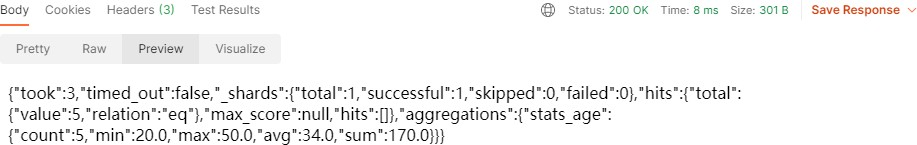 Body Cookies Headers (3) Test Results Status: 200 OK Time: 8 ms Size: 301 B Save Response
Pretty Raw Preview Visualize
{"took":3,"timed_out":false,"_shards":{"total":1,"successful":1,"skipped":0,"failed":0},"hits":{"total":
{"value":5,"relation":"eq"},"max_score":null,"hits":[]},"aggregations":{"stats_age":
{"count":5,"min":20.0,"max":50.0,"avg":34.0,"sum":170.0}}}